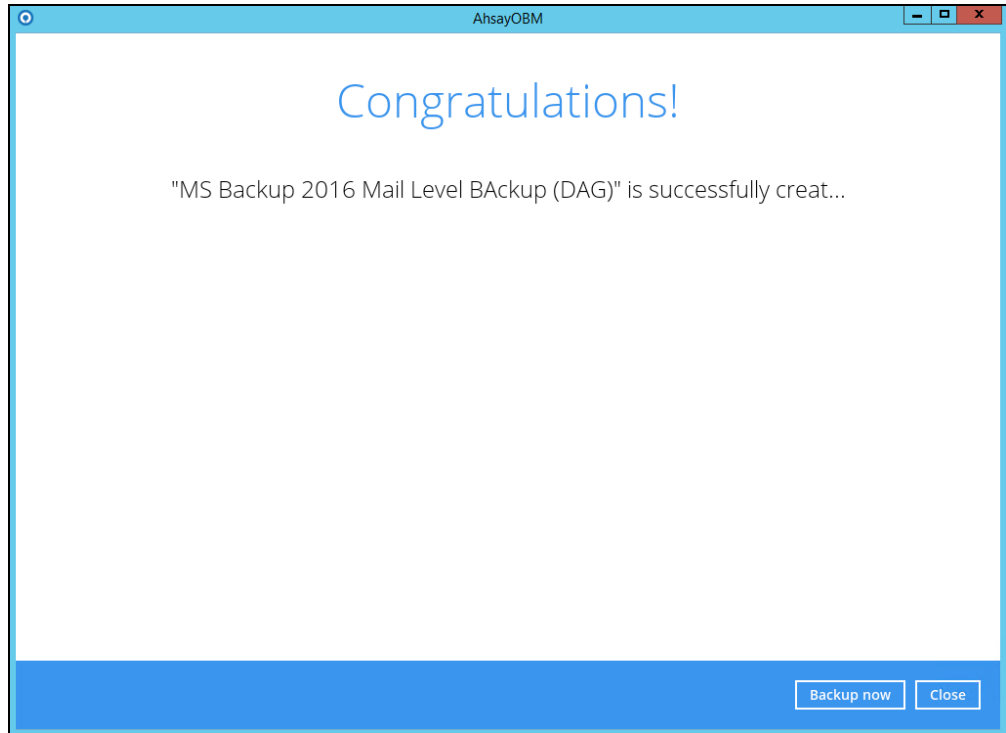 AhsayOBM
Congratulations!
"MS Backup 2016 Mail Level BAckup (DAG)" is successfully creat...
Backup now Close